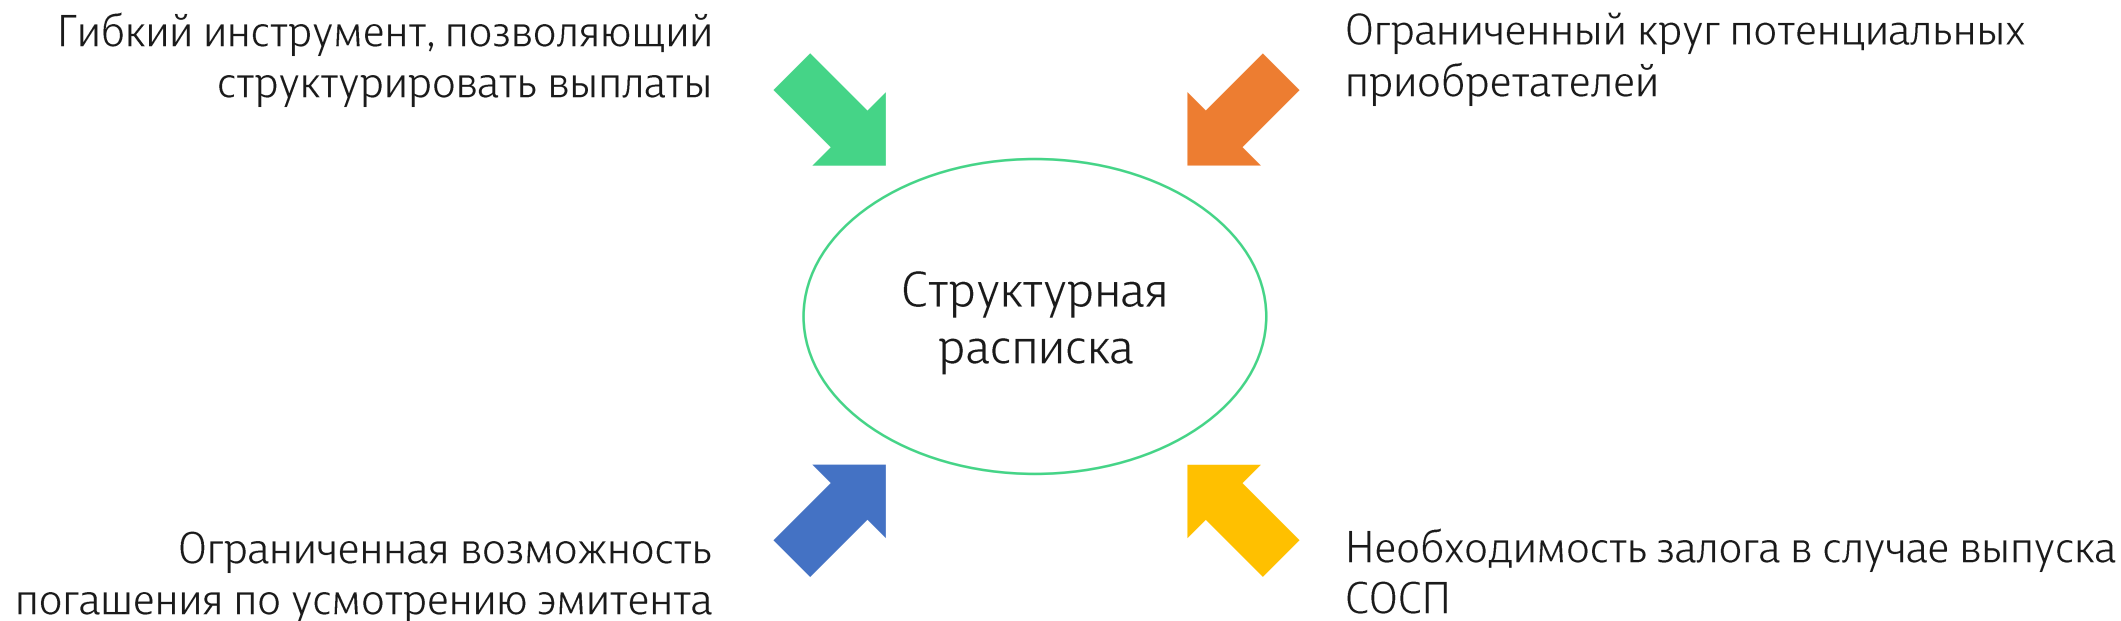 Гибкий инструмент, позволяющий
структурировать выплаты
Ограниченный круг потенциальных
приобретателей
Структурная
расписка
Ограниченная возможность
погашения по усмотрению эмитента
Необходимость залога в случае выпуска
СОСП